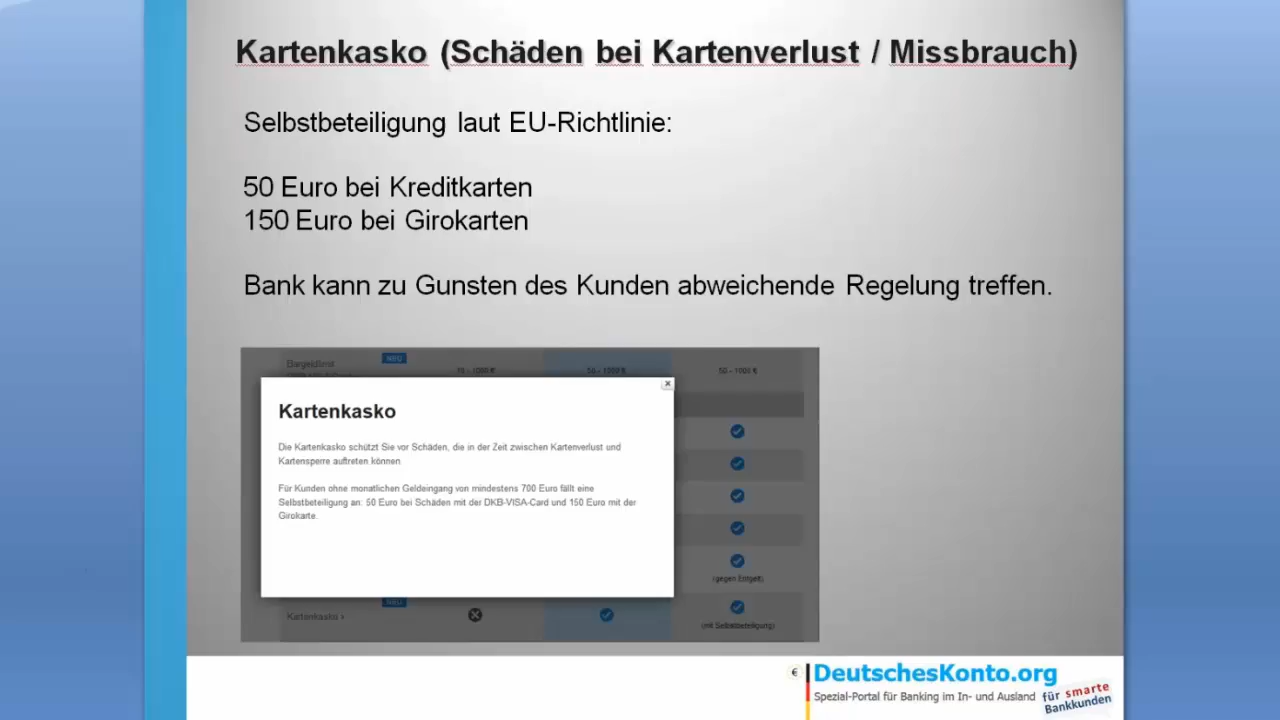 Kartenkasko (Schäden bei Kartenverlust / Missbrauch)
Selbstbeteiligung laut EU-Richtlinie:
50 Euro bei Kreditkarten
150 Euro bei Girokarten
Bank kann zu Gunsten des Kunden abweichende Regelung treffen.
Bargeldlimit
NEU
50 - 1000 €
50 - 1000 €
Kartenkasko
Die Kartenkasko schützt Sie vor Schäden, die in der Zeit zwischen Kartenverlust und
Kartensperre auftreten können.
Für Kunden ohne monatlichen Geldeingang von mindestens 700 Euro fällt eine
Selbstbeteiligung an: 50 Euro bei Schäden mit der DKB-VISA-Card und 150 Euro mit der
Girokarte.
(gegen Entgelt)
NEU
Kartenkasko >
(mit Selbstbeteiligung)
€
DeutschesKonto.org
Spezial-Portal für Banking im In- und Ausland
für smarte
Bankkunden